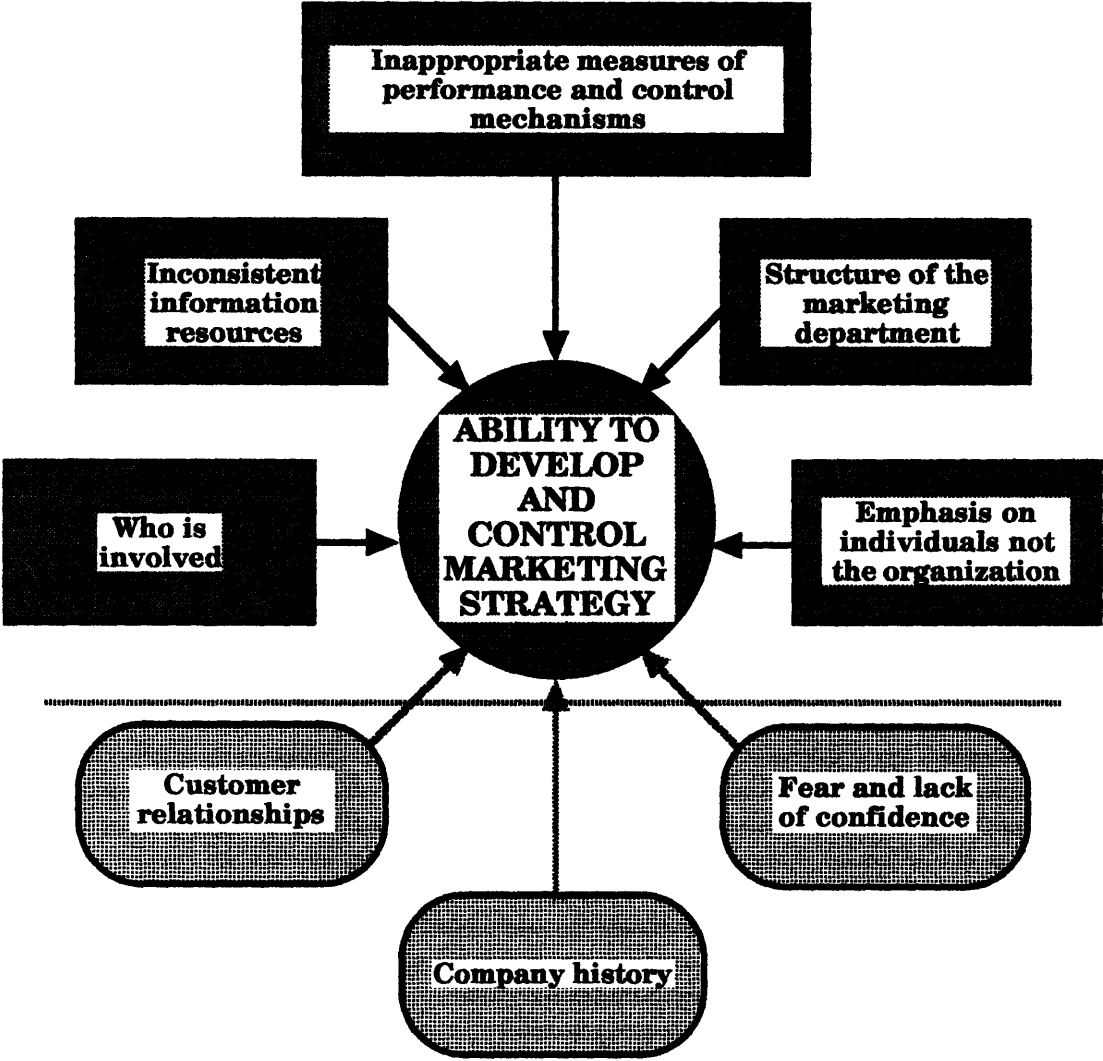 Inappropriate measures of
performance and control
mechanisms
Inconsistent
information
resources
Structure of the
marketing
department
ABILITY TO
DEVELOP
AND
CONTROL
MARKETING
STRATEGY
Who is
involved
Emphasis on
individuals not
the organization
Customer
relationships
Fear and lack
of confidence
Company history